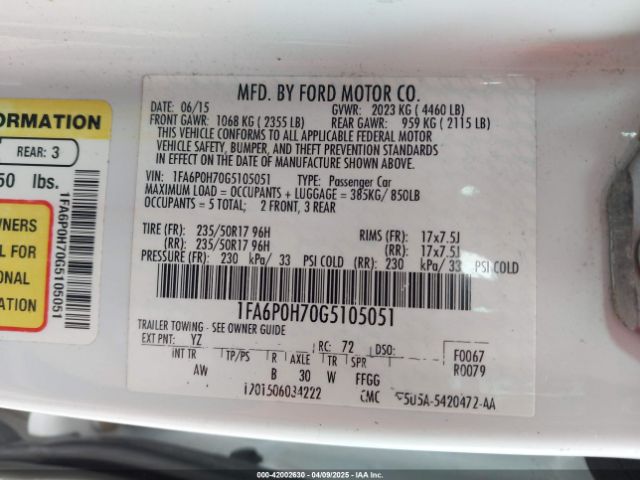 ORMATION
REAR: 3
50 lbs.
WNERS
L FOR
ONAL
MATION
1FA6P0H70G5105051
MFD. BY FORD MOTOR CO.
DATE: 06/15 GVWR: 2023 KG ( 4460 LB)
FRONT GAWR: 1068 KG ( 2355 LB) REAR GAWR: 959 KG ( 2115 LB)
THIS VEHICLE CONFORMS TO ALL APPLICABLE FEDERAL MOTOR
VEHICLE SAFETY, BUMPER, AND THEFT PREVENTION STANDARDS
IN EFFECT ON THE DATE OF MANUFACTURE SHOWN ABOVE.
VIN: 1FA6P0H70G5105051 TYPE: Passenger Car
MAXIMUM LOAD = OCCUPANTS + LUGGAGE = 385KG/ 850LB
OCCUPANTS = 5 TOTAL; 2 FRONT, 3 REAR
TIRE (FR): 235/50R17 96H RIMS (FR): 17x7.5J
(RR): 235/50R17 96H (RR): 17x7.5J
PRESSURE (FR): 230 kPa/ 33 PSI COLD (RR): 230 kPa/ 33 PSI COLD
1FA6P0H70G5105051
TRAILER TOWING - SEE OWNER GUIDE
EXT PNT: YZ RC: 72 DSO: F0067
INT TR TP/PS R AXLE TR SPR R0079
AW B 30 W FFGG
1701506034222 CMC 5U5A-5420472-AA
000-42002630 - 04/09/2025 - IAAI.COM